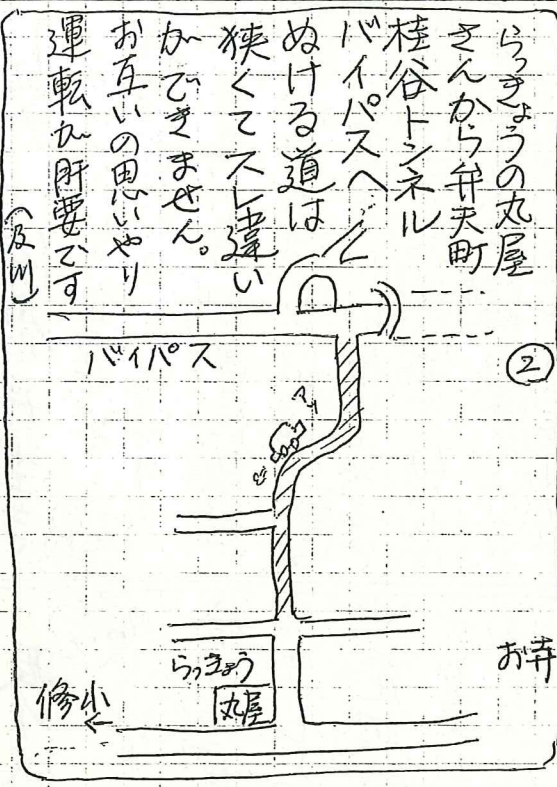 らっきょうの丸屋
さんから弁天町
桂谷トンネル
バイパスへ
ぬける道は
狭くてスレ違い
ができません。
お互いの思いやり
運転が肝要です
(及川)
バイパス
②
らっきょう
丸屋
修小
←
お寺